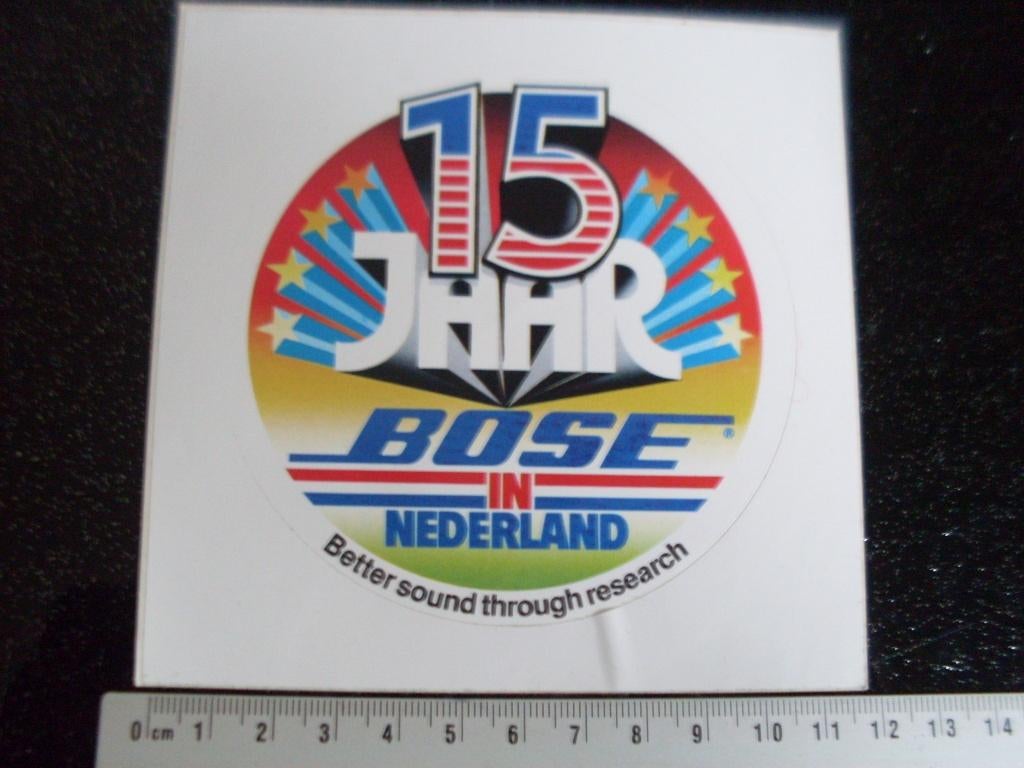 15
JAAR
BOSE®
IN
NEDERLAND
Better sound through research
0 cm 1 2 3 4 5 6 7 8 9 10 11 12 13 14